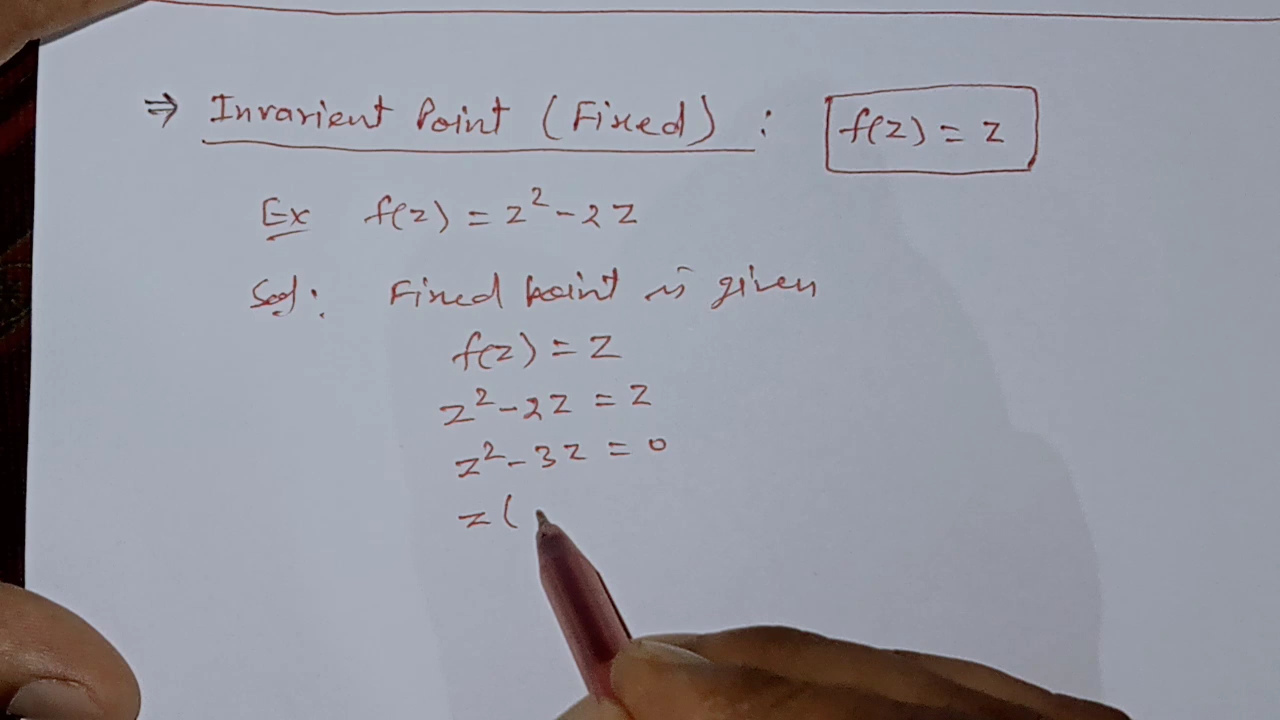 ⇒ Invarient Point (Fixed) : f(z) = z
Ex f(z) = z² - 2z
Sol: Fixed point is given
f(z) = z
z² - 2z = z
z² - 3z = 0
z (